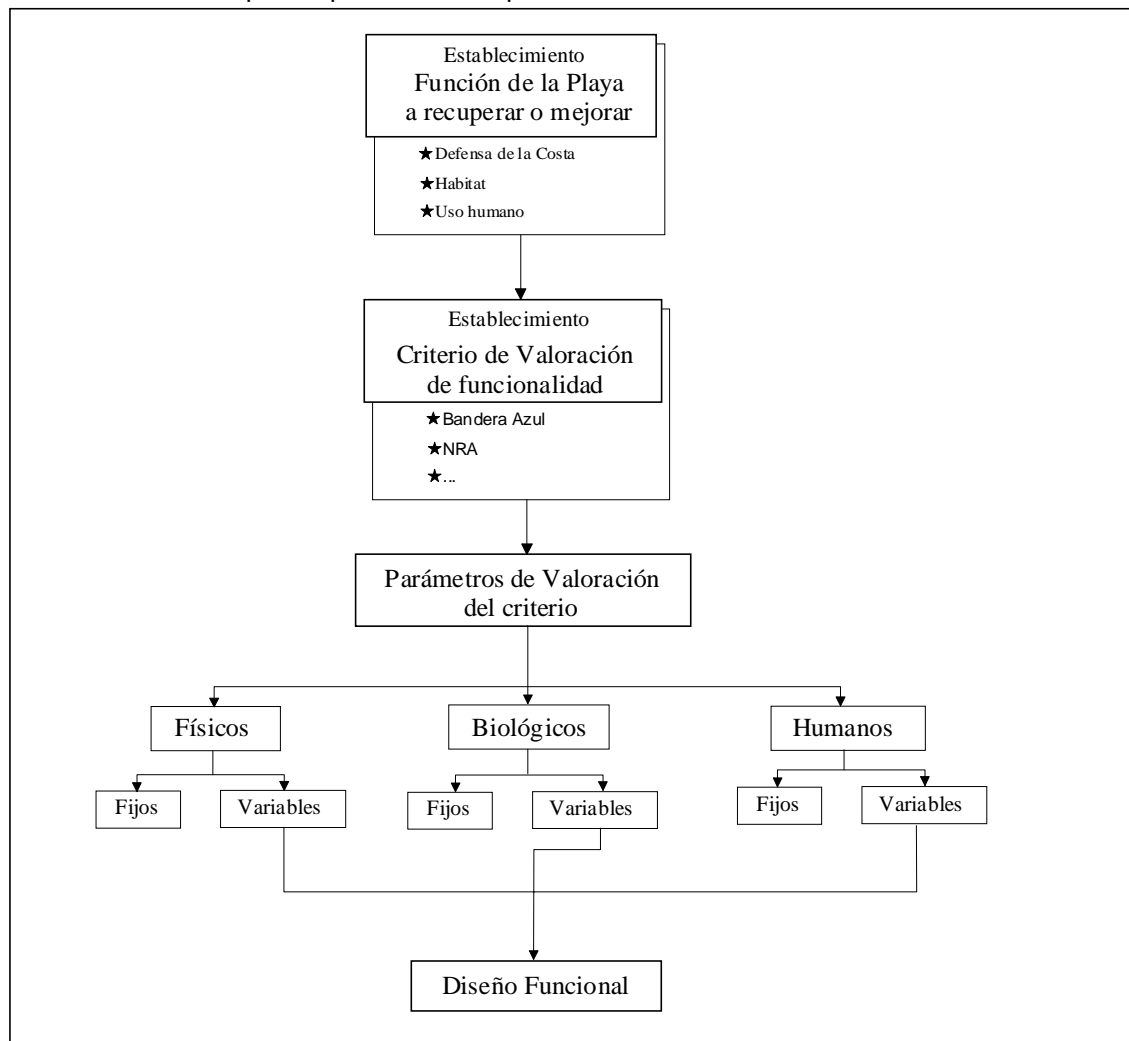 Establecimiento
Función de la Playa
a recuperar o mejorar
★Defensa de la Costa
★Habitat
★Uso humano
Establecimiento
Criterio de Valoración
de funcionalidad
★Bandera Azul
★NRA
★...
Parámetros de Valoración
del criterio
Físicos Biológicos Humanos
Fijos Variables Fijos Variables Fijos Variables
Diseño Funcional